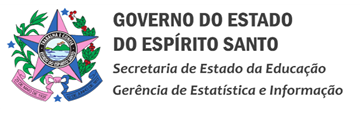 GOVERNO DO ESTADO
DO ESPÍRITO SANTO
Secretaria de Estado da Educação
Gerência de Estatística e Informação